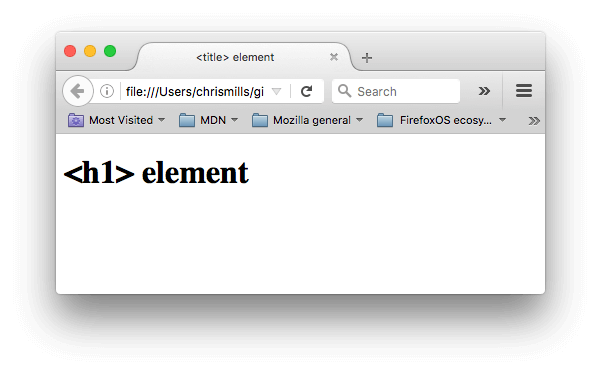 <title> element
file:///Users/chrismills/gi
Search
Most Visited
MDN
Mozilla general
FirefoxOS ecosy...
<h1> element